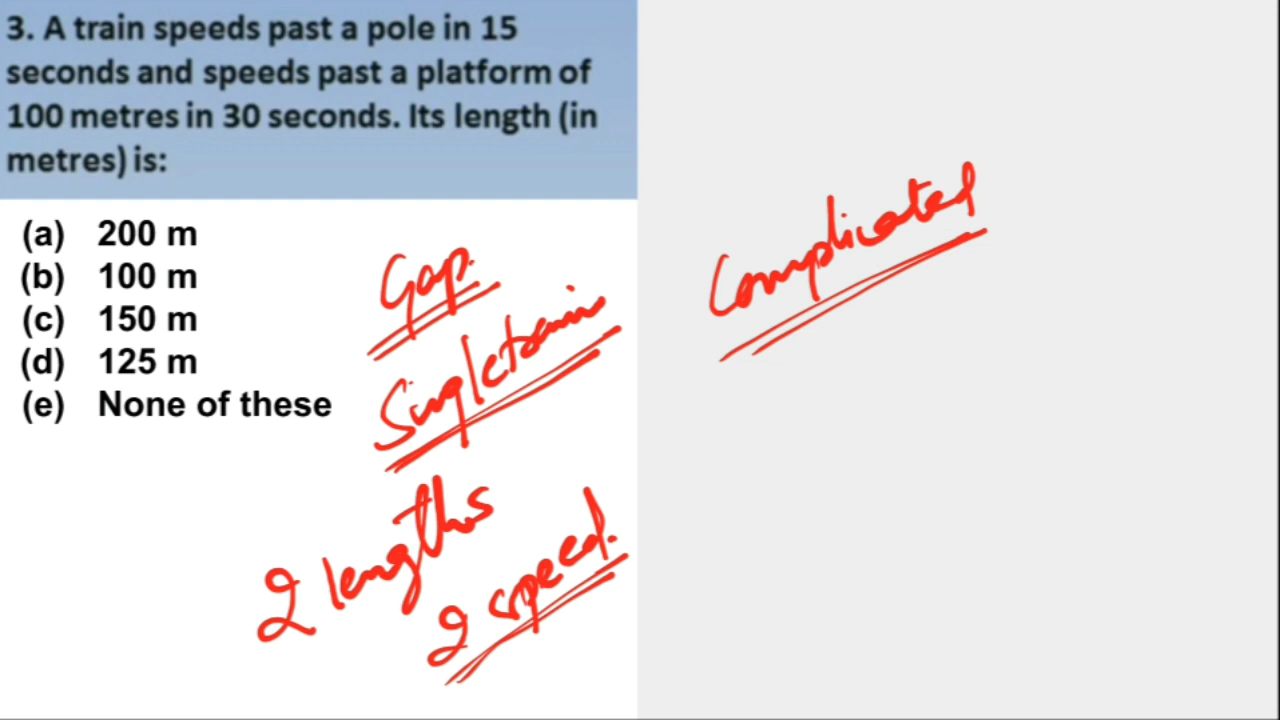 3. A train speeds past a pole in 15
seconds and speeds past a platform of
100 metres in 30 seconds. Its length (in
metres) is:
(a) 200 m
(b) 100 m
(c) 150 m
(d) 125 m
(e) None of these
Gap.
Singletrain
2 lengths
2 speed.
Complicated